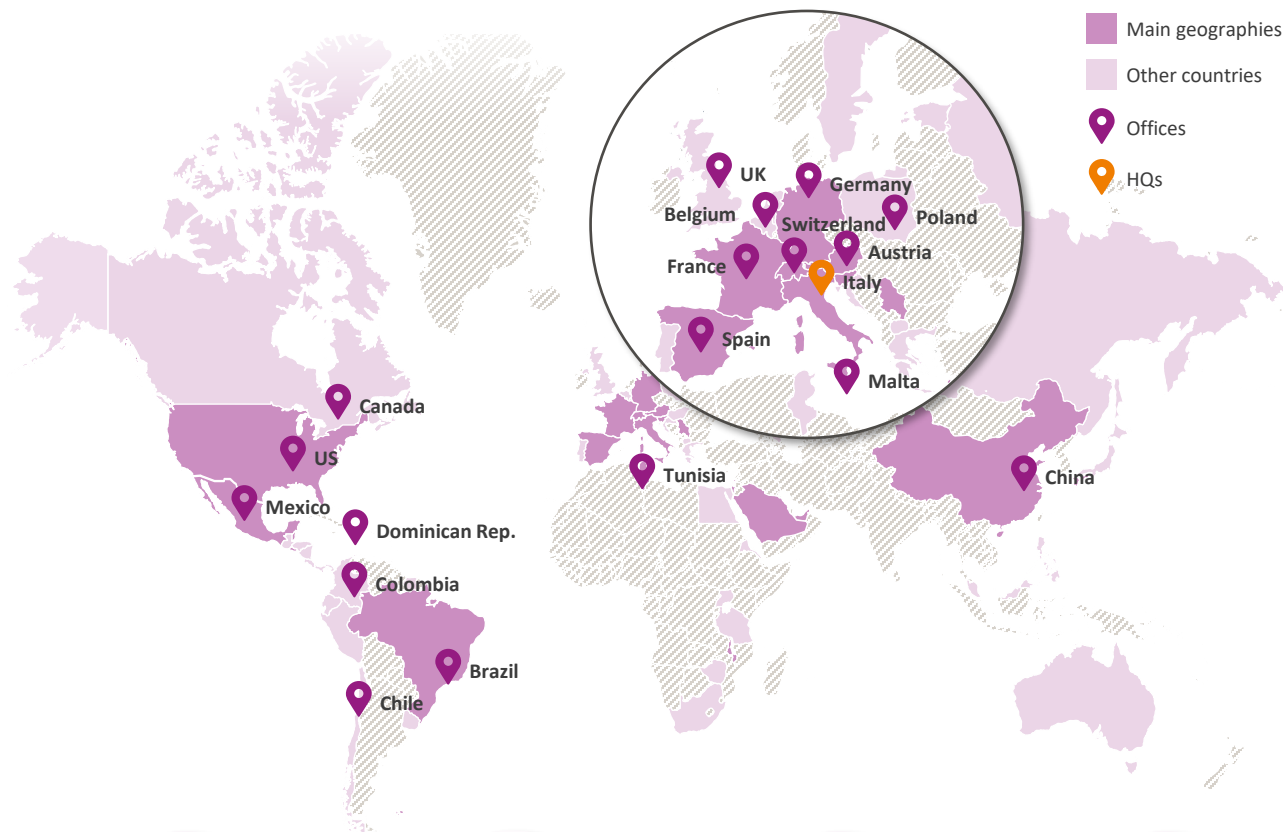 Main geographies
Other countries
Offices
HQs
UK
Germany
Belgium
Switzerland
Poland
Austria
France
Italy
Spain
Malta
Canada
US
Tunisia
China
Mexico
Dominican Rep.
Colombia
Brazil
Chile